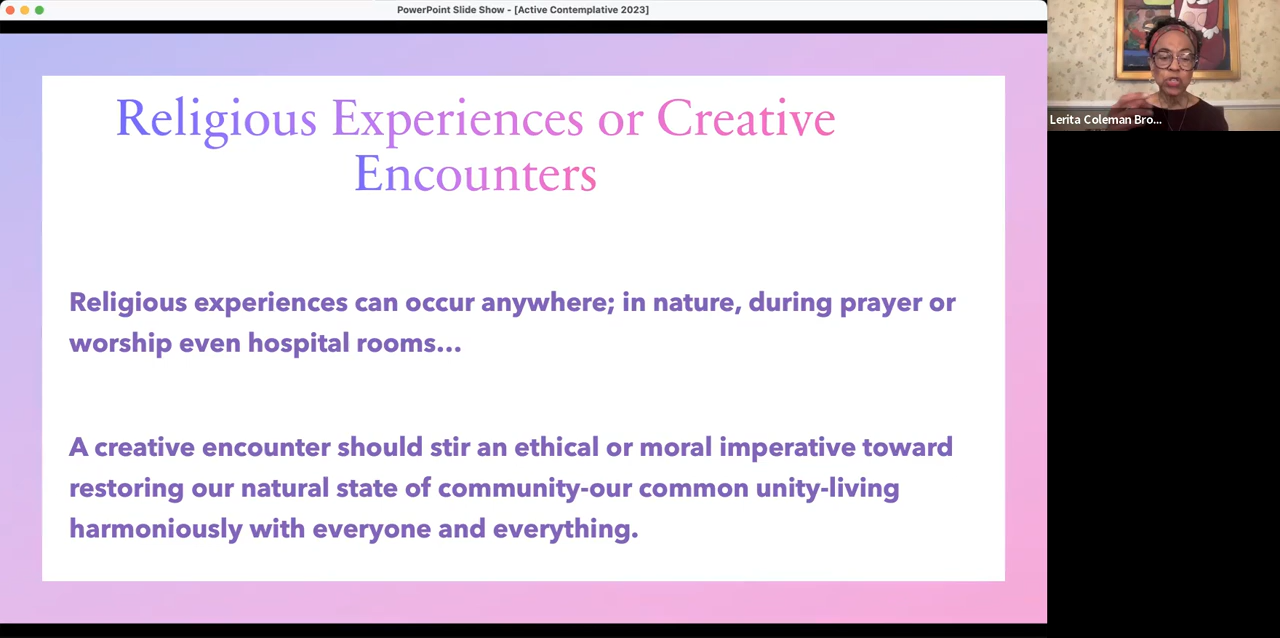 PowerPoint Slide Show - [Active Contemplative 2023]
Religious Experiences or Creative
Encounters
Religious experiences can occur anywhere; in nature, during prayer or
worship even hospital rooms...
A creative encounter should stir an ethical or moral imperative toward
restoring our natural state of community-our common unity-living
harmoniously with everyone and everything.
Lerita Coleman Bro...